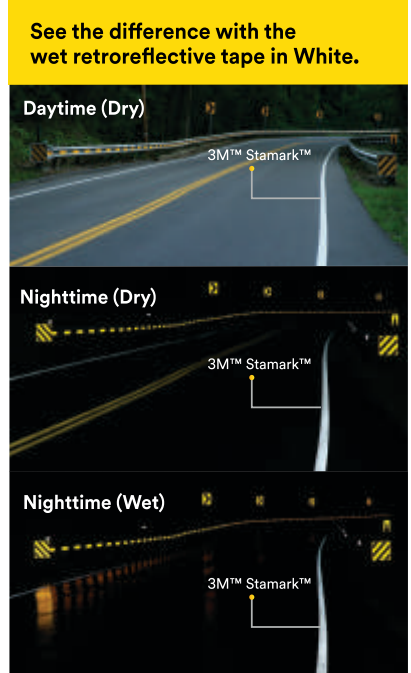 See the difference with the
wet retroreflective tape in White.
Daytime (Dry)
3M™ Stamark™
Nighttime (Dry)
3M™ Stamark™
Nighttime (Wet)
3M™ Stamark™